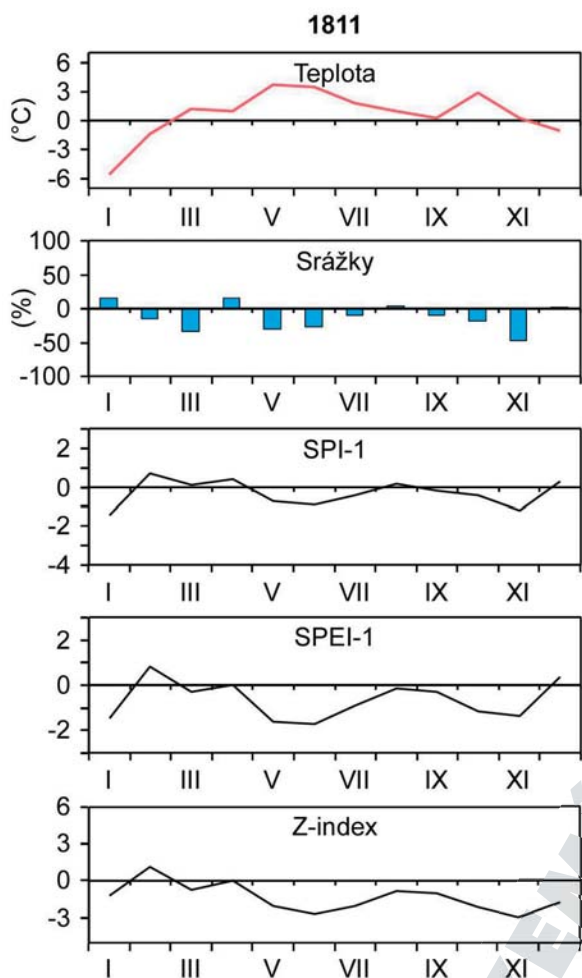 1811
Teplota
6
3
0
-3
-6
(°C)
I III V VII IX XI
Srážky
100
50
0
-50
-100
(%)
I III V VII IX XI
SPI-1
2
0
-2
-4
I III V VII IX XI
SPEI-1
2
0
-2
I III V VII IX XI
Z-index
6
3
0
-3
I III V VII IX XI